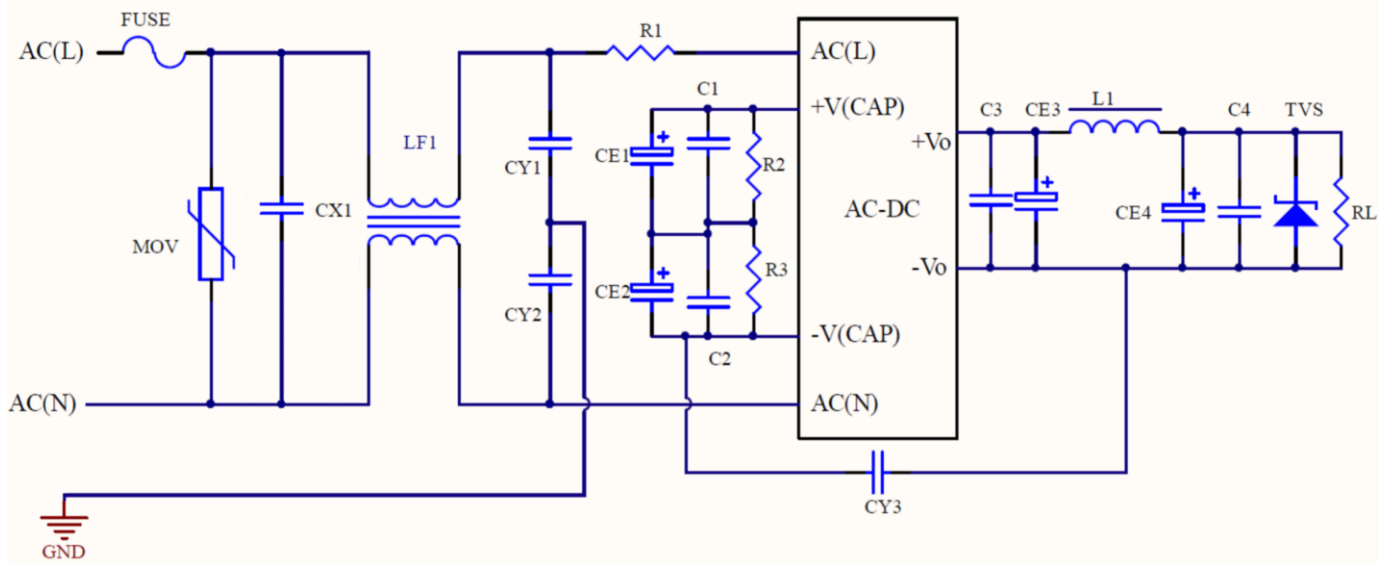 FUSE
AC(L)
R1
AC(L)
C1
+V(CAP)
C3
CE3
L1
C4
TVS
LF1
CY1
CE1
R2
+Vo
CX1
AC-DC
CE4
RL
MOV
CE2
R3
-Vo
CY2
C2
-V(CAP)
AC(N)
AC(N)
CY3
GND